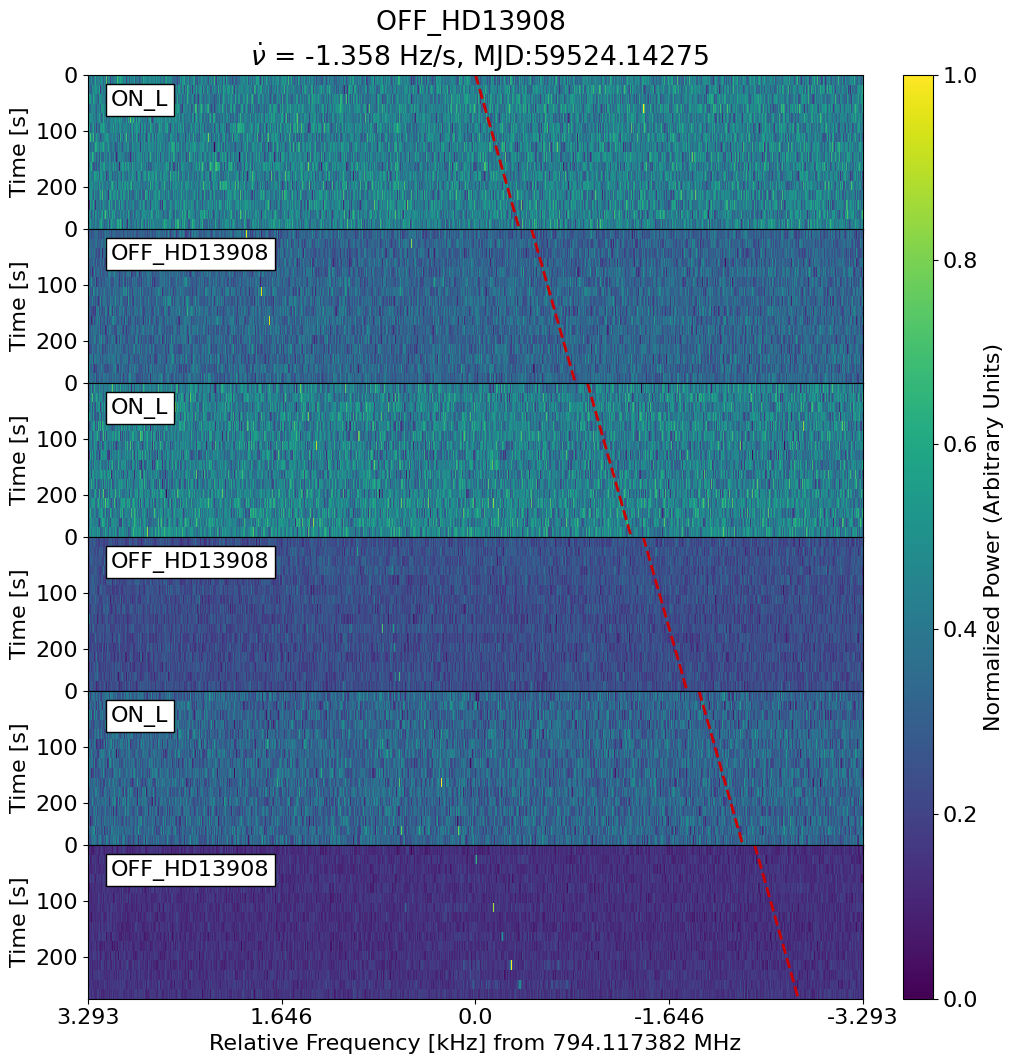 OFF_HD13908
ν̇ = -1.358 Hz/s, MJD:59524.14275
0
ON_L
100
200
Time [s]
0
OFF_HD13908
100
200
Time [s]
0
ON_L
100
200
Time [s]
0
OFF_HD13908
100
200
Time [s]
0
ON_L
100
200
Time [s]
0
OFF_HD13908
100
200
Time [s]
3.293 1.646 0.0 -1.646 -3.293
Relative Frequency [kHz] from 794.117382 MHz
1.0
0.8
0.6
0.4
0.2
0.0
Normalized Power (Arbitrary Units)